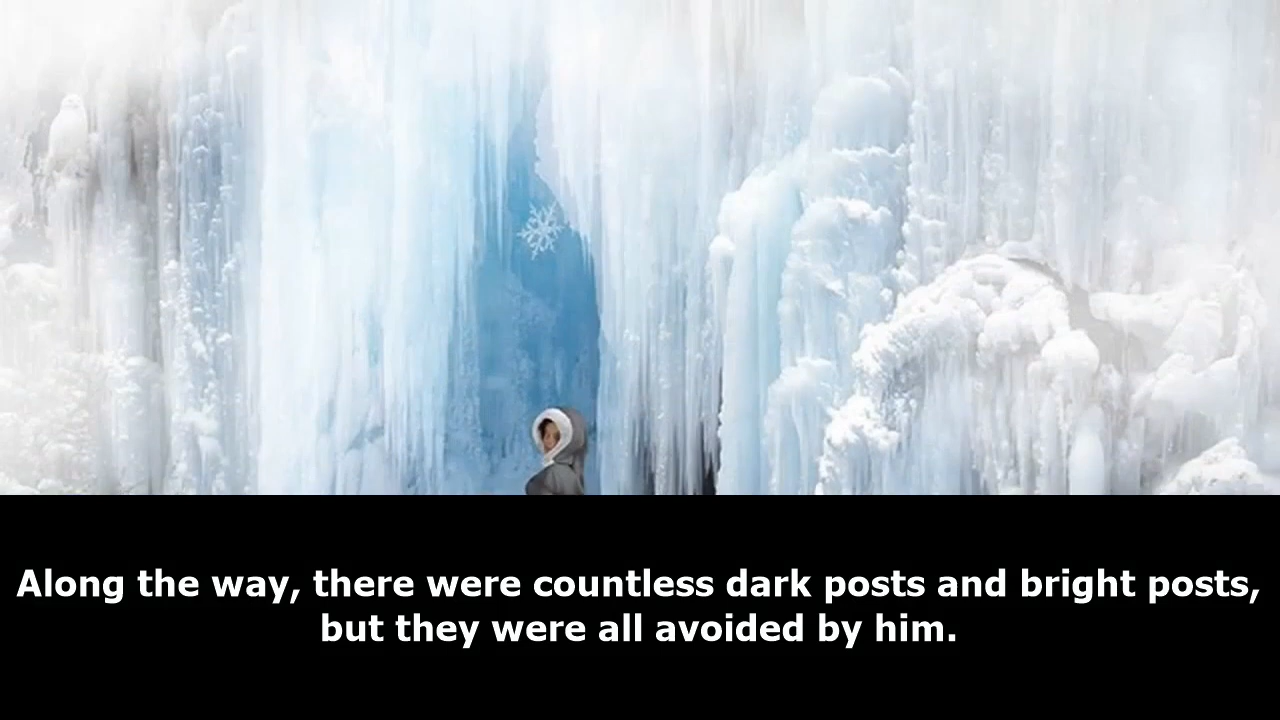 Along the way, there were countless dark posts and bright posts,
but they were all avoided by him.